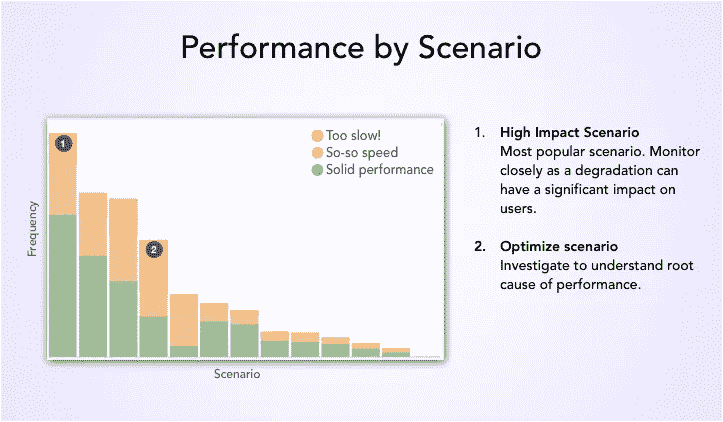 Performance by Scenario
Too slow!
So-so speed
Solid performance
1
2
Frequency
Scenario
1. High Impact Scenario
Most popular scenario. Monitor
closely as a degradation can
have a significant impact on
users.
2. Optimize scenario
Investigate to understand root
cause of performance.